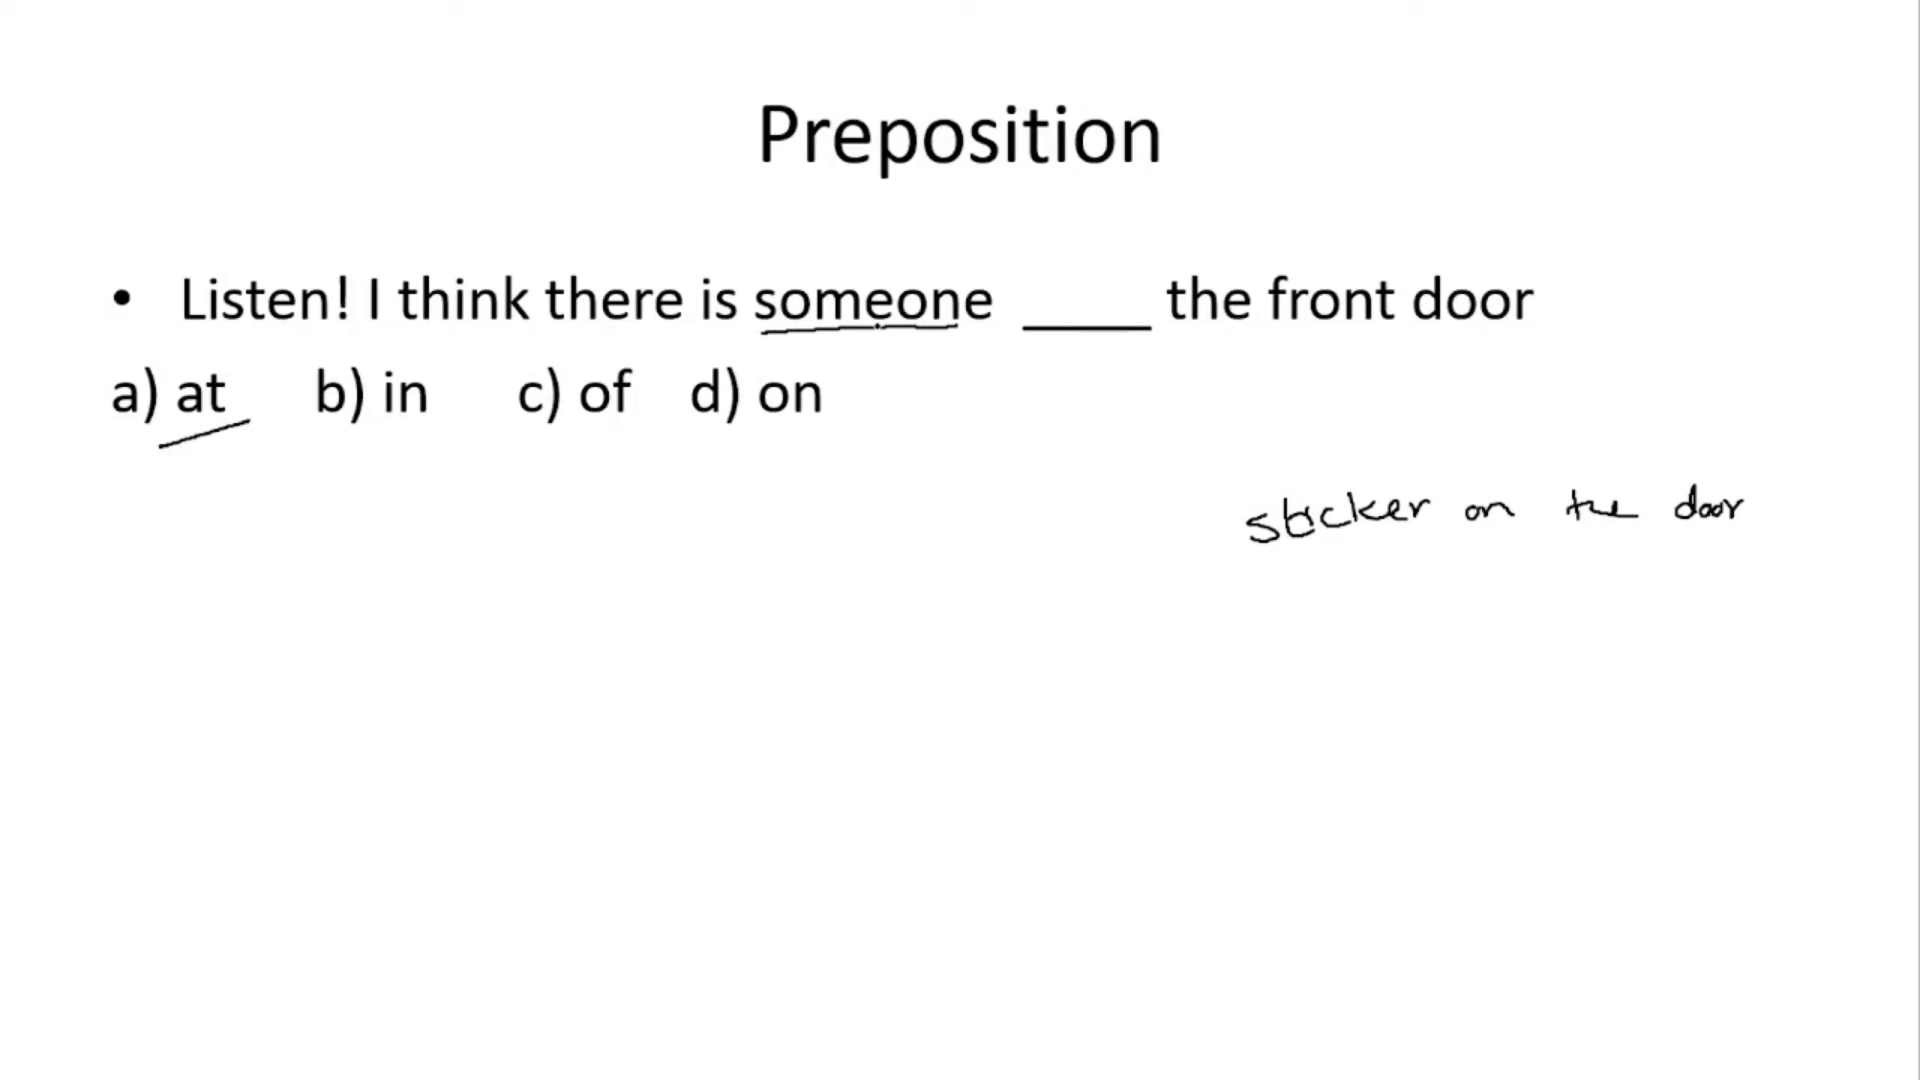 Preposition
• Listen! I think there is someone _____ the front door
a) at b) in c) of d) on
sticker on the door